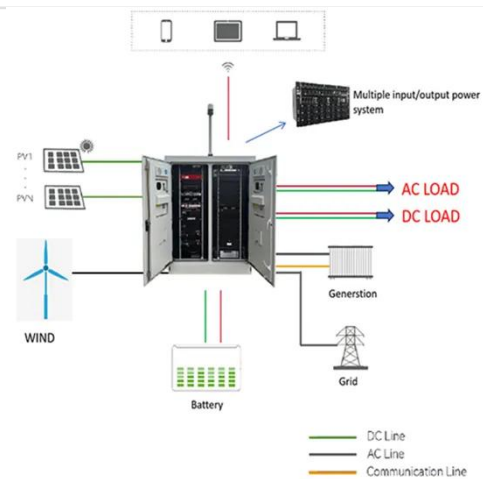 Multiple input/output power
system
PV1
PVN
AC LOAD
DC LOAD
WIND
Generstion
Battery
Grid
DC Line
AC Line
Communication Line